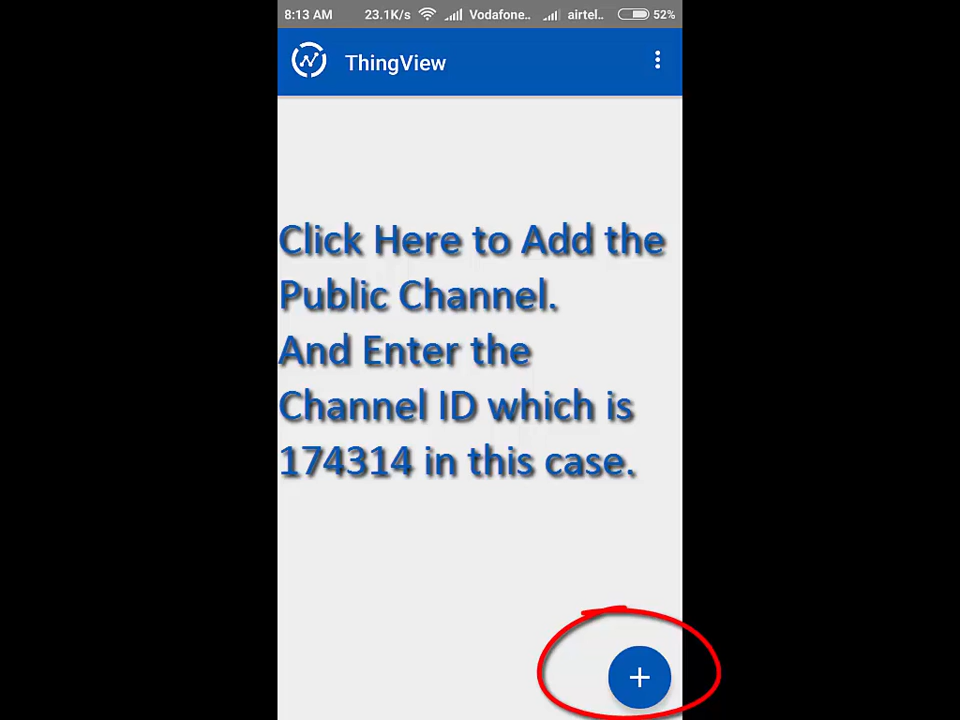 8:13 AM 23.1K/s Vodafone.. airtel.. 52%
ThingView
Click Here to Add the
Public Channel.
And Enter the
Channel ID which is
174314 in this case.
+